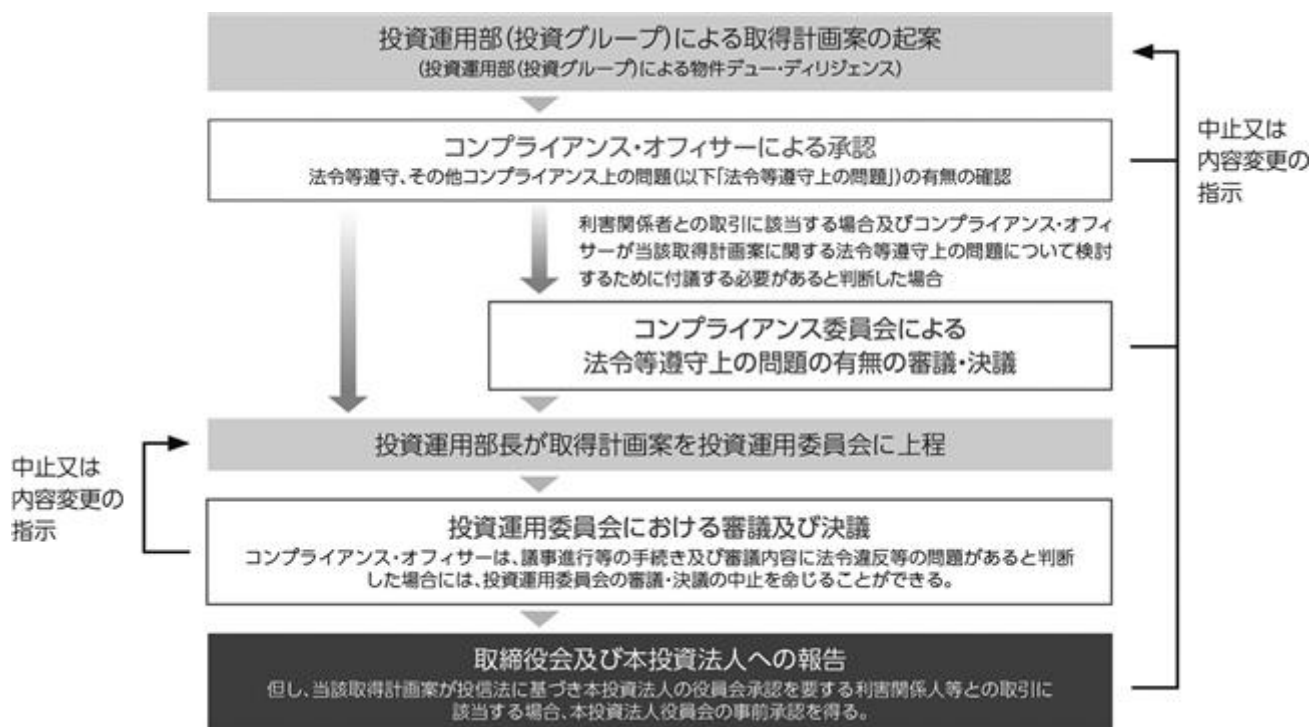 投資運用部(投資グループ)による取得計画案の起案
(投資運用部(投資グループ)による物件デュー・ディリジェンス)
コンプライアンス・オフィサーによる承認
法令等遵守、その他コンプライアンス上の問題(以下「法令等遵守上の問題」)の有無の確認
中止又は
内容変更の
指示
利害関係者との取引に該当する場合及びコンプライアンス・オフィ
サーが当該取得計画案に関する法令等遵守上の問題について検討
するために付議する必要があると判断した場合
コンプライアンス委員会による
法令等遵守上の問題の有無の審議・決議
投資運用部長が取得計画案を投資運用委員会に上程
中止又は
内容変更の
指示
投資運用委員会における審議及び決議
コンプライアンス・オフィサーは、議事進行等の手続き及び審議内容に法令違反等の問題があると判断
した場合には、投資運用委員会の審議・決議の中止を命じることができる。
取締役会及び本投資法人への報告
但し、当該取得計画案が投信法に基づき本投資法人の役員会承認を要する利害関係人等との取引に
該当する場合、本投資法人役員会の事前承認を得る。